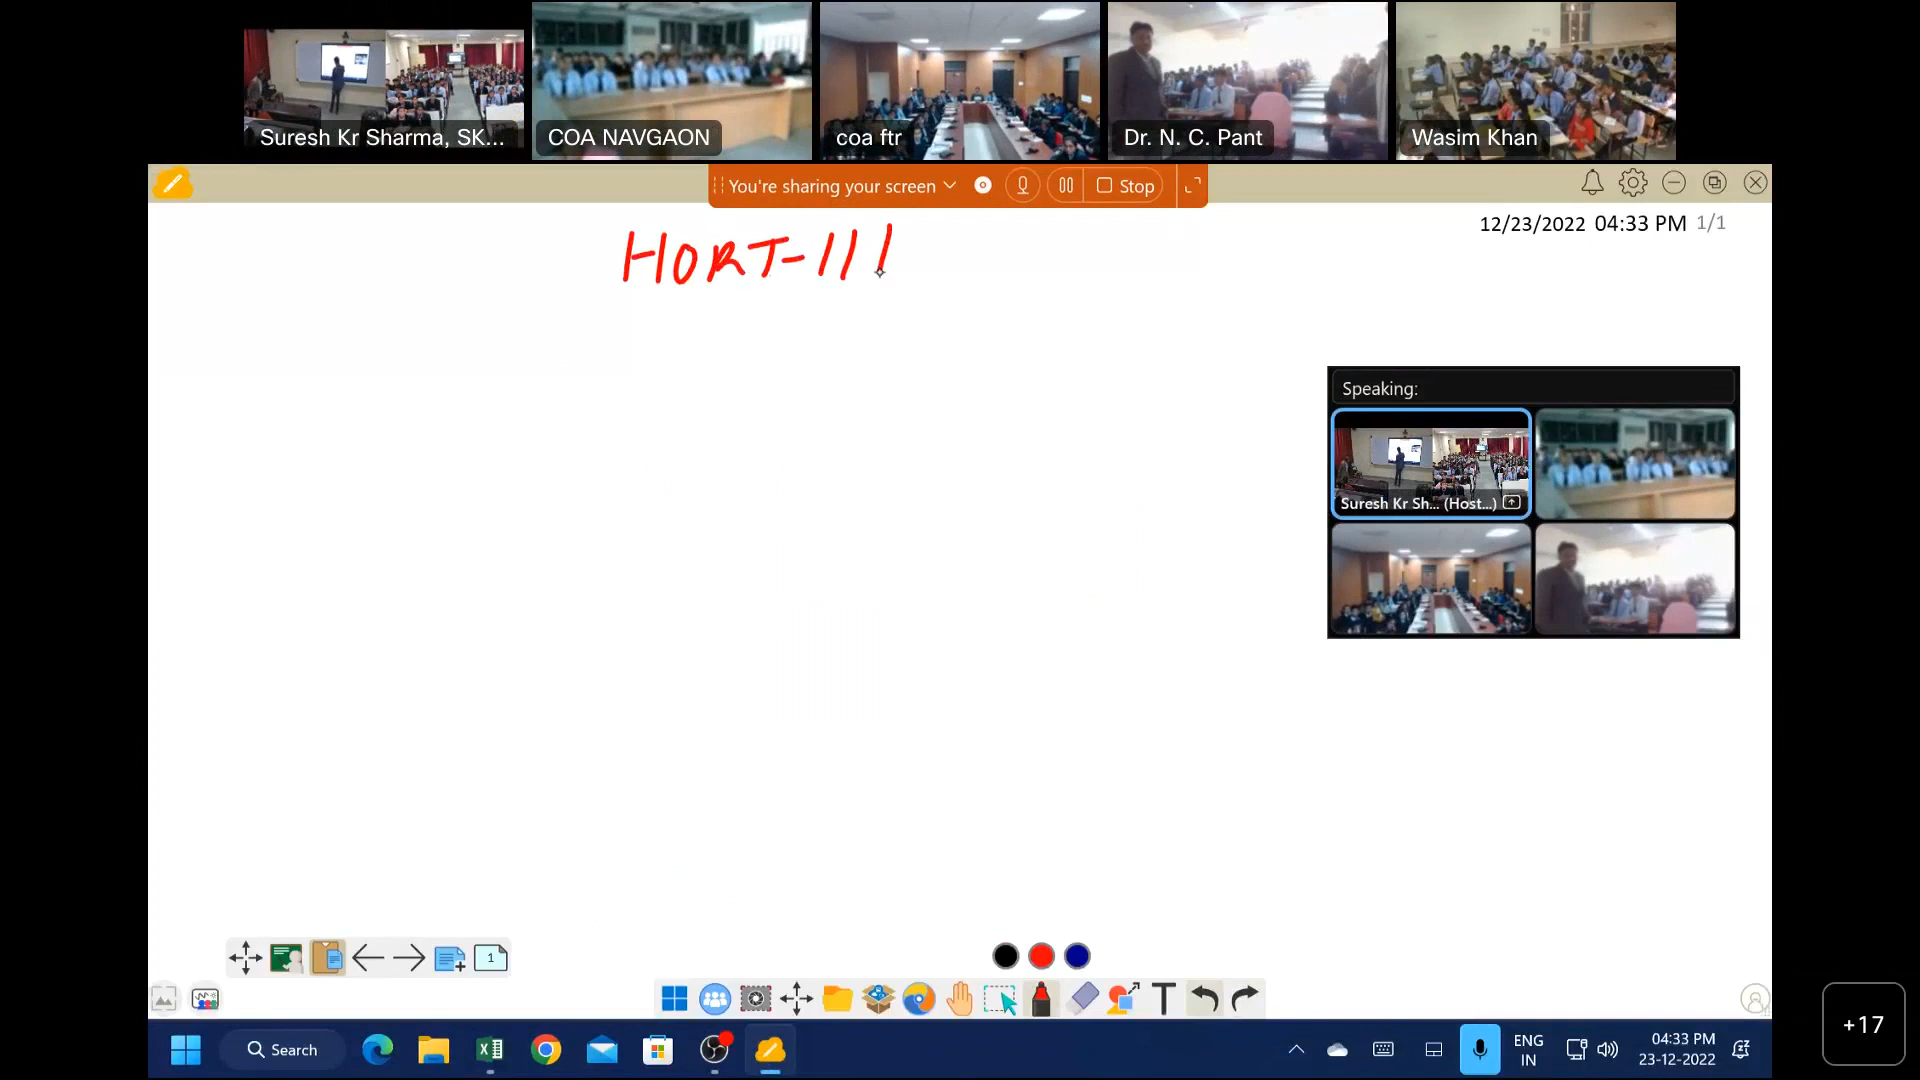 Suresh Kr Sharma, SK...
COA NAVGAON
coa ftr
Dr. N. C. Pant
Wasim Khan
You're sharing your screen
Stop
12/23/2022 04:33 PM 1/1
HORT-111
Speaking:
Suresh Kr Sh... (Host...)
1
T
Search
ENG
IN
04:33 PM
23-12-2022
+17